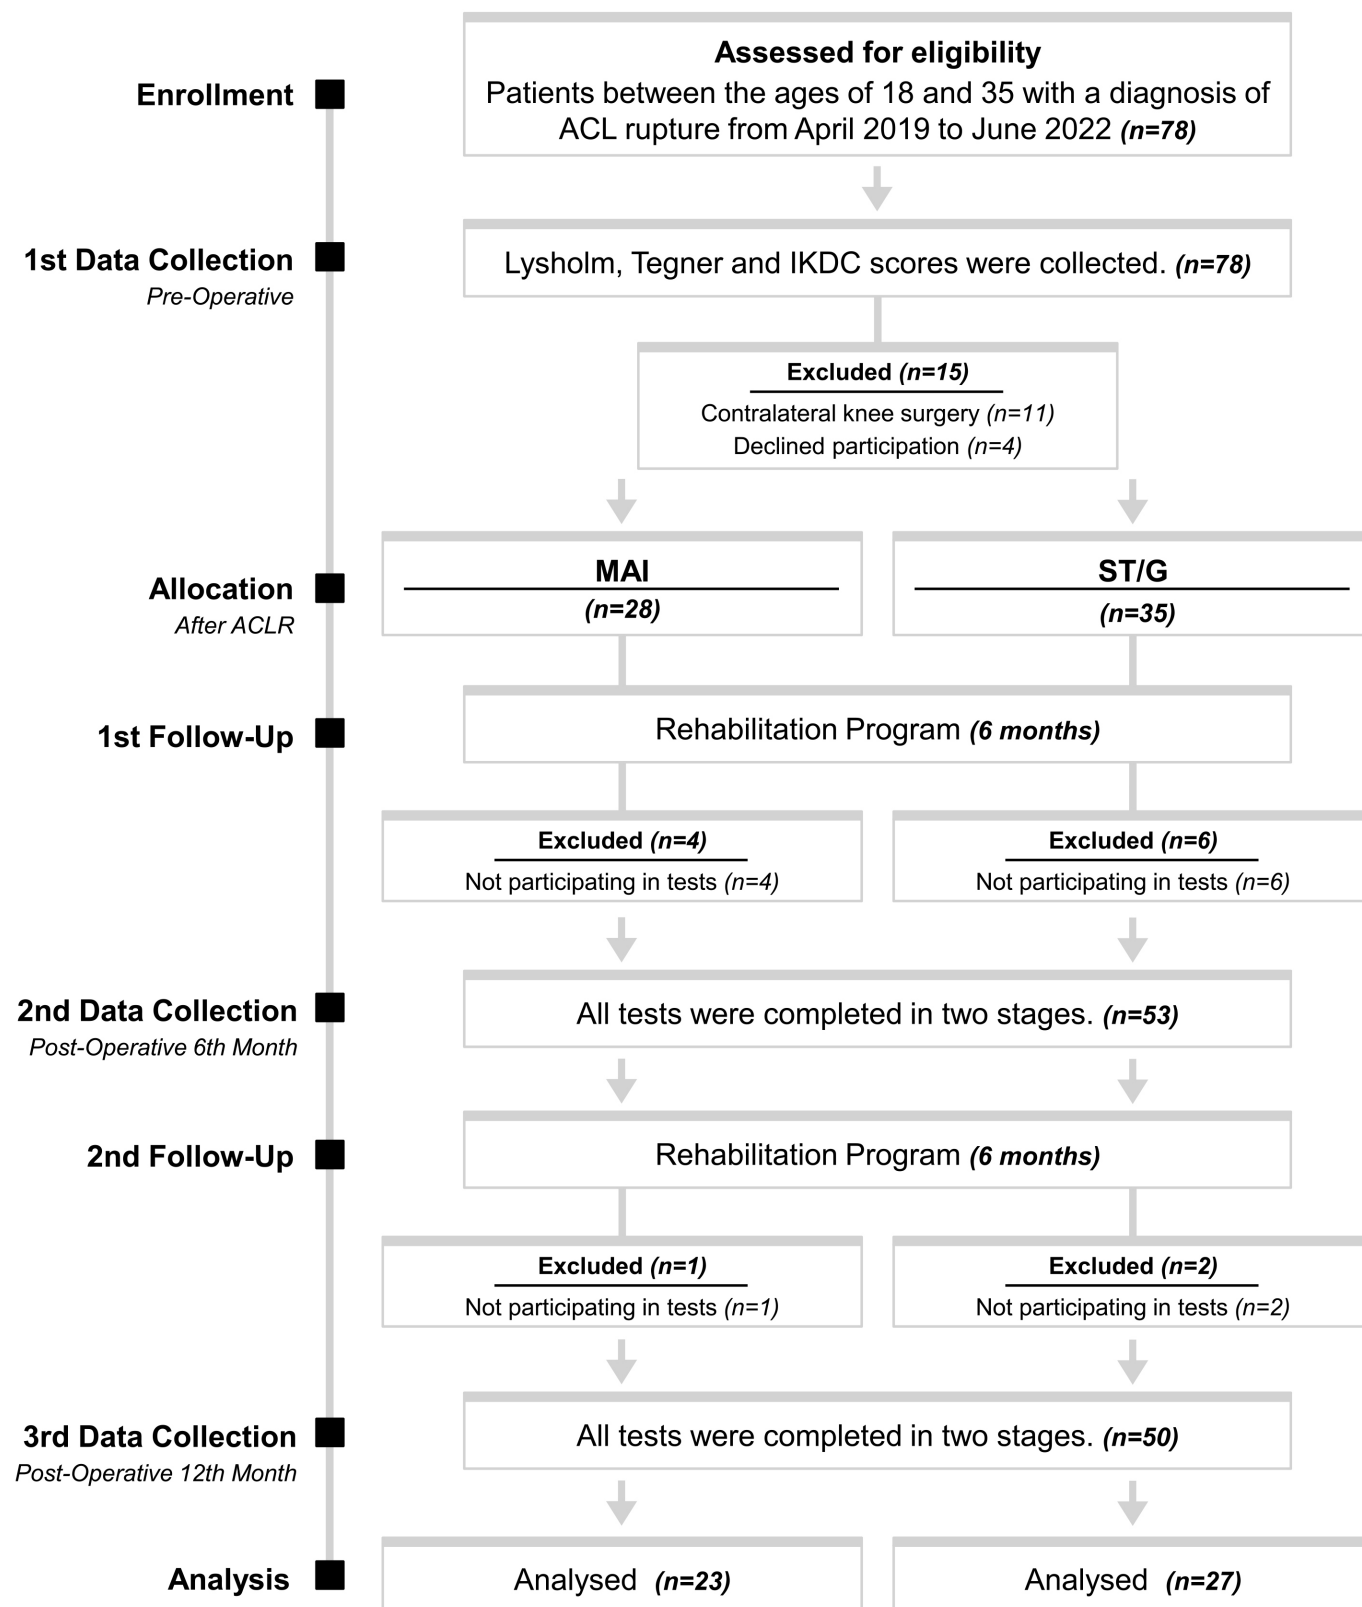 Enrollment
Assessed for eligibility
Patients between the ages of 18 and 35 with a diagnosis of
ACL rupture from April 2019 to June 2022 (n=78)
1st Data Collection
Pre-Operative
Lysholm, Tegner and IKDC scores were collected. (n=78)
Excluded (n=15)
Contralateral knee surgery (n=11)
Declined participation (n=4)
Allocation
After ACLR
MAI
(n=28)
ST/G
(n=35)
1st Follow-Up
Rehabilitation Program (6 months)
Excluded (n=4)
Not participating in tests (n=4)
Excluded (n=6)
Not participating in tests (n=6)
2nd Data Collection
Post-Operative 6th Month
All tests were completed in two stages. (n=53)
2nd Follow-Up
Rehabilitation Program (6 months)
Excluded (n=1)
Not participating in tests (n=1)
Excluded (n=2)
Not participating in tests (n=2)
3rd Data Collection
Post-Operative 12th Month
All tests were completed in two stages. (n=50)
Analysis
Analysed (n=23)
Analysed (n=27)